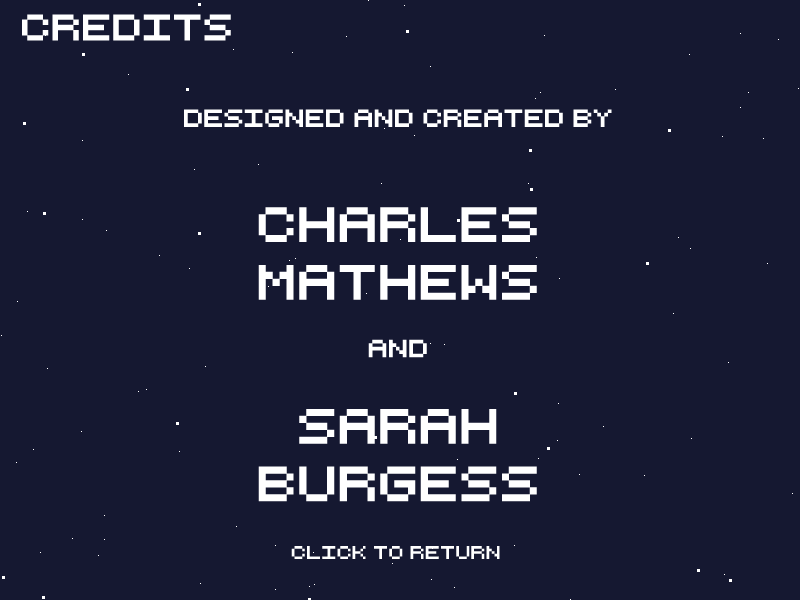 CREDITS
DESIGNED AND CREATED BY
CHARLES
MATHEWS
AND
SARAH
BURGESS
CLICK TO RETURN